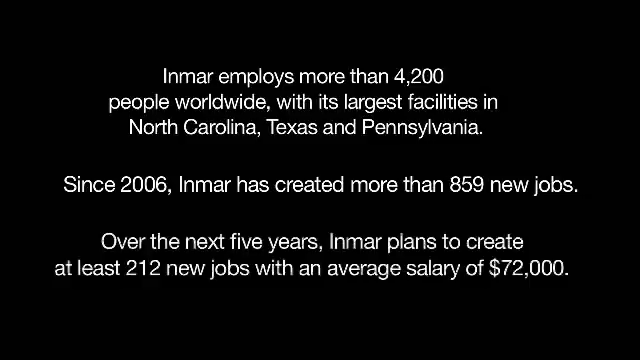 Inmar employs more than 4,200
people worldwide, with its largest facilities in
North Carolina, Texas and Pennsylvania.
Since 2006, Inmar has created more than 859 new jobs.
Over the next five years, Inmar plans to create
at least 212 new jobs with an average salary of $72,000.